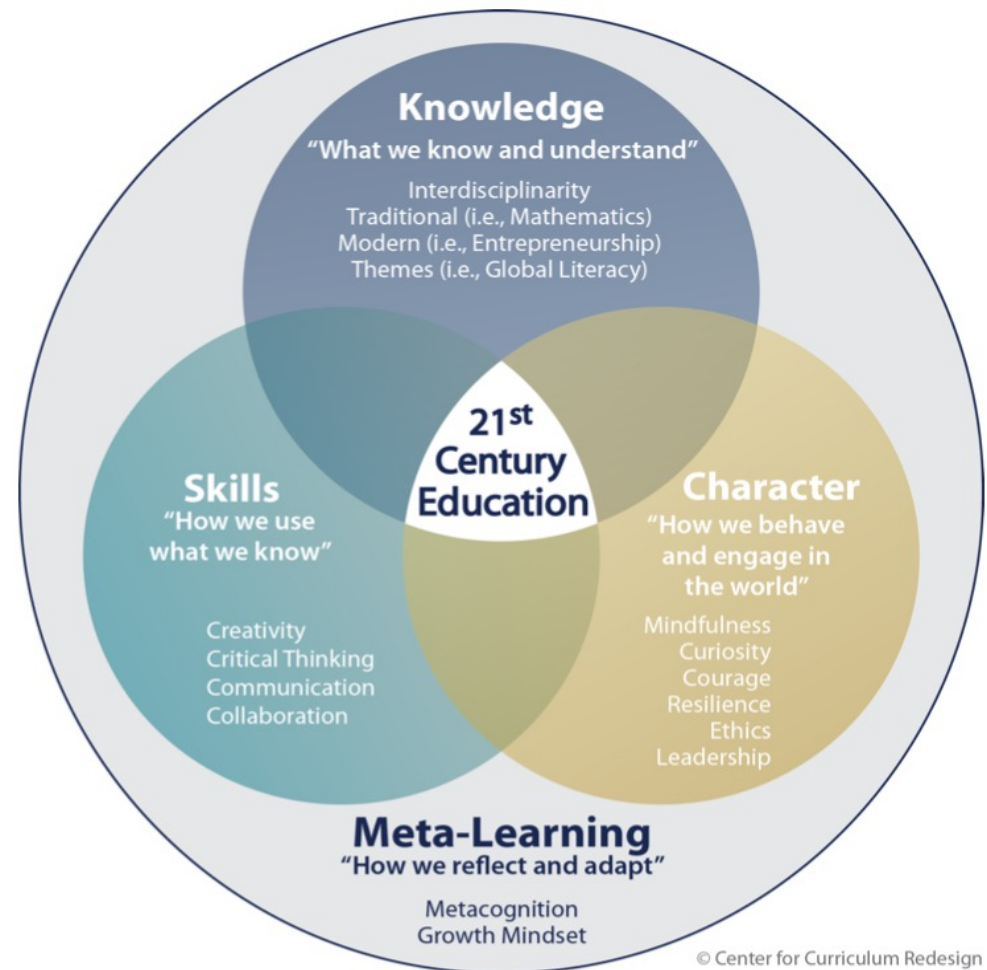 Knowledge
“What we know and understand”
Interdisciplinarity
Traditional (i.e., Mathematics)
Modern (i.e., Entrepreneurship)
Themes (i.e., Global Literacy)
21st
Century
Education
Skills
“How we use
what we know”
Creativity
Critical Thinking
Communication
Collaboration
Character
“How we behave
and engage in
the world”
Mindfulness
Curiosity
Courage
Resilience
Ethics
Leadership
Meta-Learning
“How we reflect and adapt”
Metacognition
Growth Mindset
© Center for Curriculum Redesign